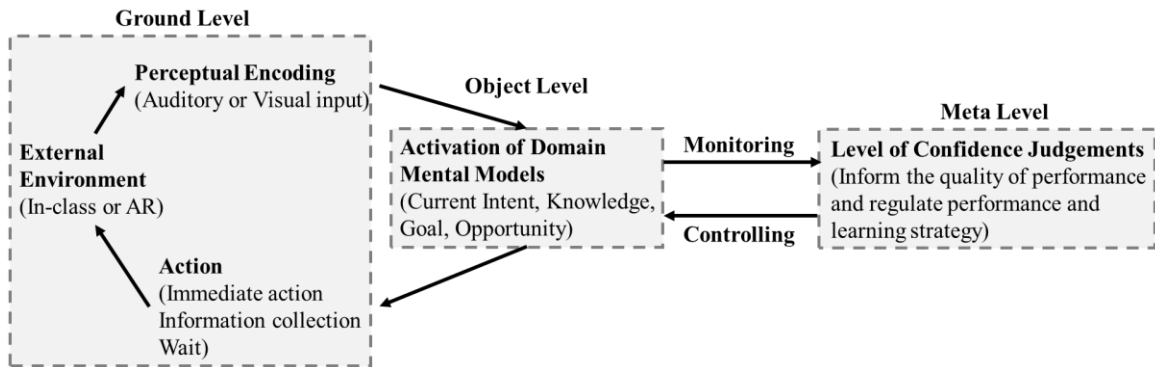 Ground Level
Perceptual Encoding
(Auditory or Visual input)
External
Environment
(In-class or AR)
Action
(Immediate action
Information collection
Wait)
Object Level
Activation of Domain
Mental Models
(Current Intent, Knowledge,
Goal, Opportunity)
Monitoring
Controlling
Meta Level
Level of Confidence Judgements
(Inform the quality of performance
and regulate performance and
learning strategy)